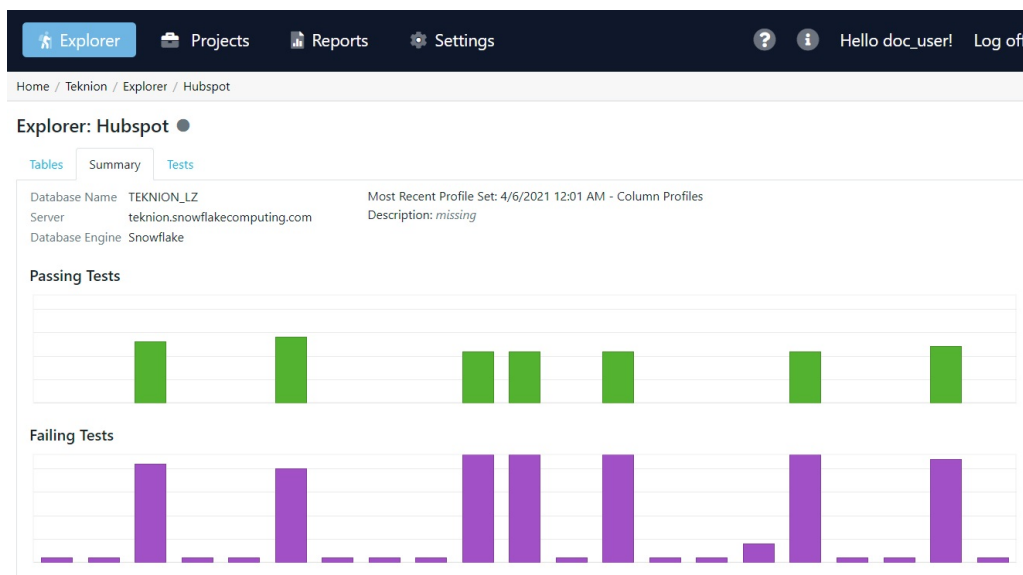 Explorer Projects Reports Settings ? i Hello doc_user! Log off
Home / Teknion / Explorer / Hubspot
Explorer: Hubspot
Tables Summary Tests
Database Name TEKNION_LZ Most Recent Profile Set: 4/6/2021 12:01 AM - Column Profiles
Server teknion.snowflakecomputing.com Description: missing
Database Engine Snowflake
Passing Tests
Failing Tests